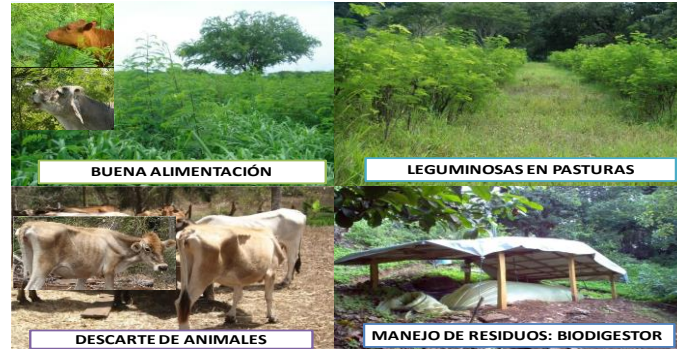 BUENA ALIMENTACIÓN
LEGUMINOSAS EN PASTURAS
DESCARTE DE ANIMALES
MANEJO DE RESIDUOS: BIODIGESTOR